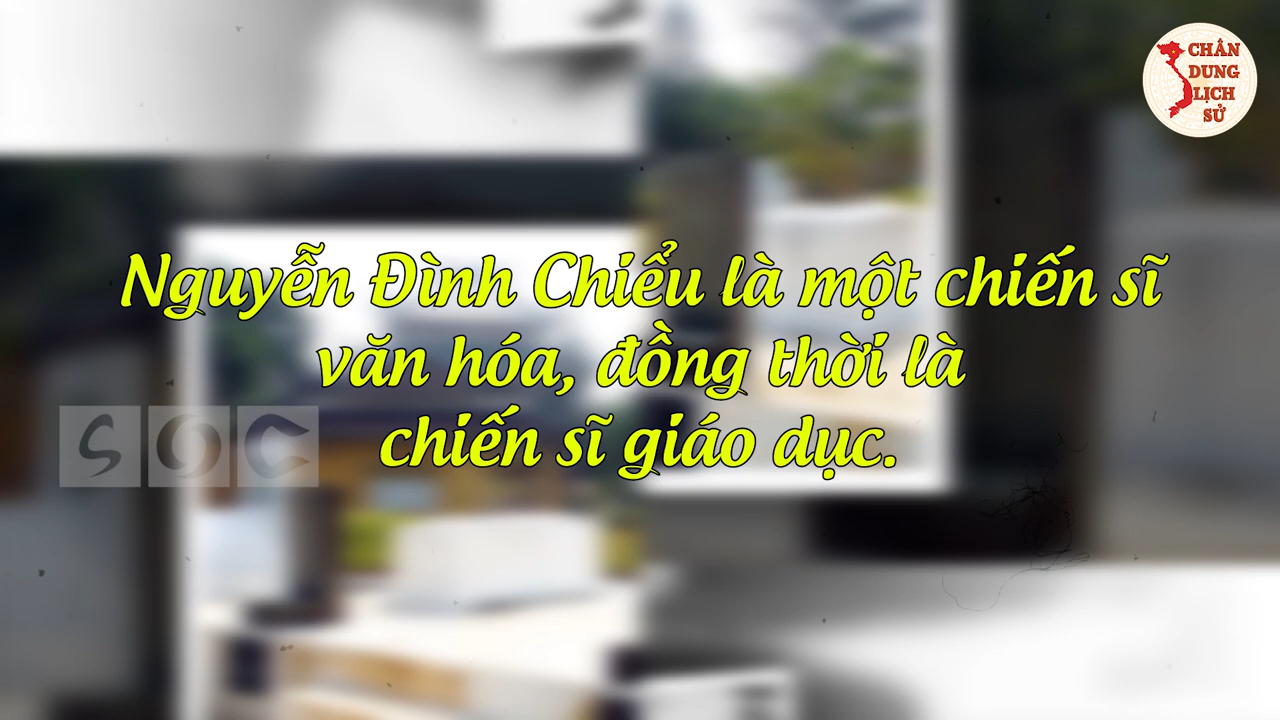 CHÂN
DUNG
LỊCH
SỬ
Nguyễn Đình Chiểu là một chiến sĩ
văn hóa, đồng thời là
chiến sĩ giáo dục.
SOC